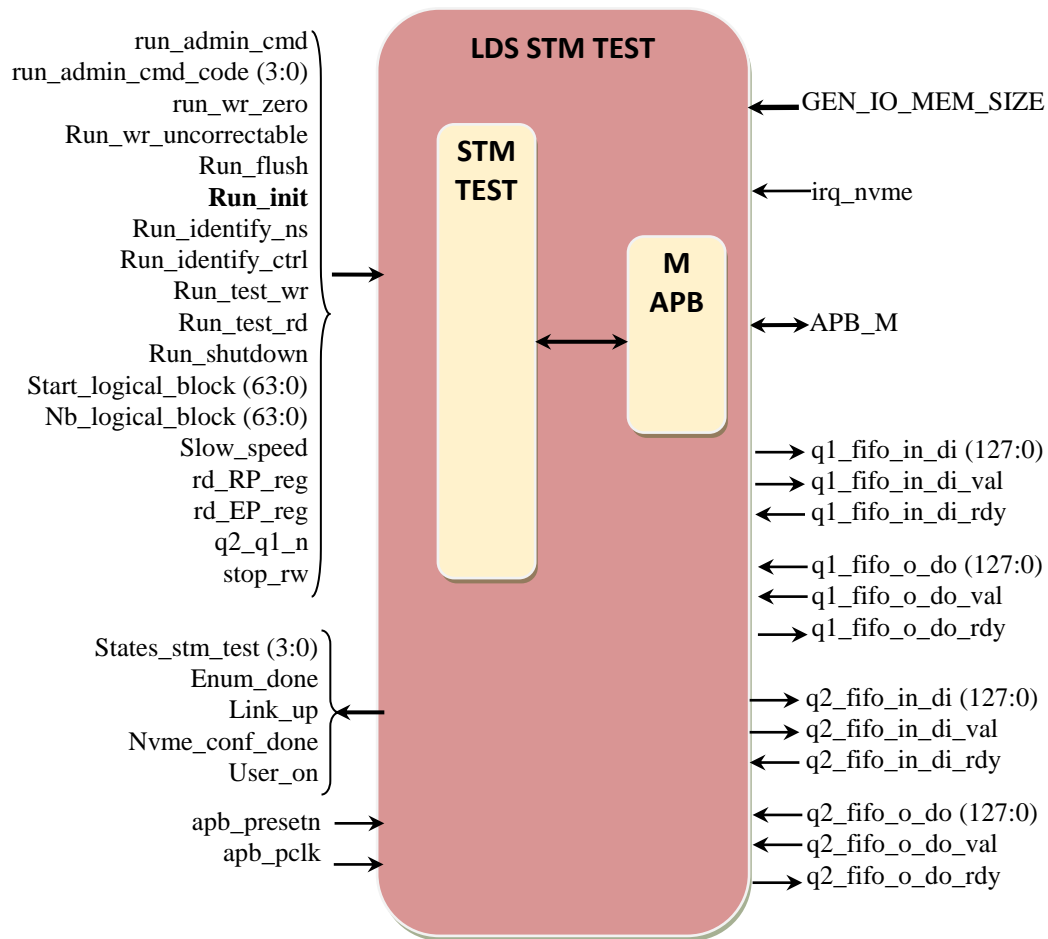 LDS STM TEST
run_admin_cmd
run_admin_cmd_code (3:0)
run_wr_zero
Run_wr_uncorrectable
Run_flush
Run_init
Run_identify_ns
Run_identify_ctrl
Run_test_wr
Run_test_rd
Run_shutdown
Start_logical_block (63:0)
Nb_logical_block (63:0)
Slow_speed
rd_RP_reg
rd_EP_reg
q2_q1_n
stop_rw
States_stm_test (3:0)
Enum_done
Link_up
Nvme_conf_done
User_on
apb_presetn
apb_pclk
STM
TEST
M
APB
GEN_IO_MEM_SIZE
irq_nvme
APB_M
q1_fifo_in_di (127:0)
q1_fifo_in_di_val
q1_fifo_in_di_rdy
q1_fifo_o_do (127:0)
q1_fifo_o_do_val
q1_fifo_o_do_rdy
q2_fifo_in_di (127:0)
q2_fifo_in_di_val
q2_fifo_in_di_rdy
q2_fifo_o_do (127:0)
q2_fifo_o_do_val
q2_fifo_o_do_rdy